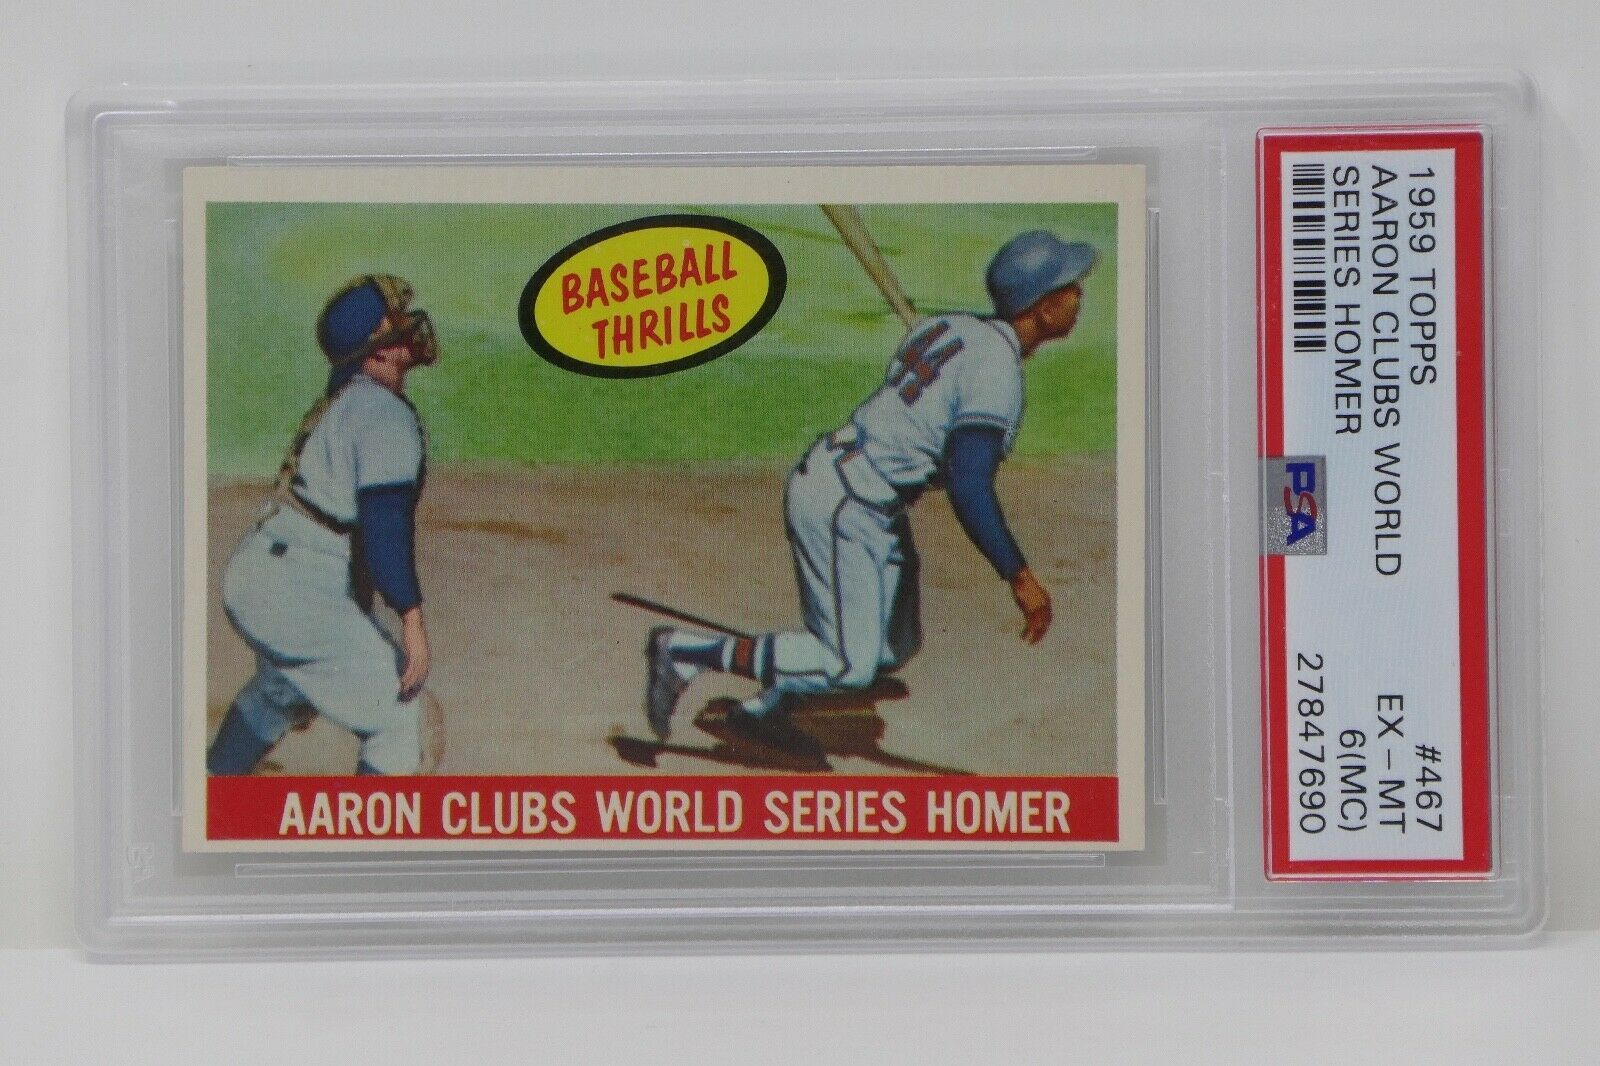 BASEBALL
THRILLS
44
AARON CLUBS WORLD SERIES HOMER
1959 TOPPS #467
AARON CLUBS WORLD EX-MT
SERIES HOMER 6(MC)
27847690
PSA